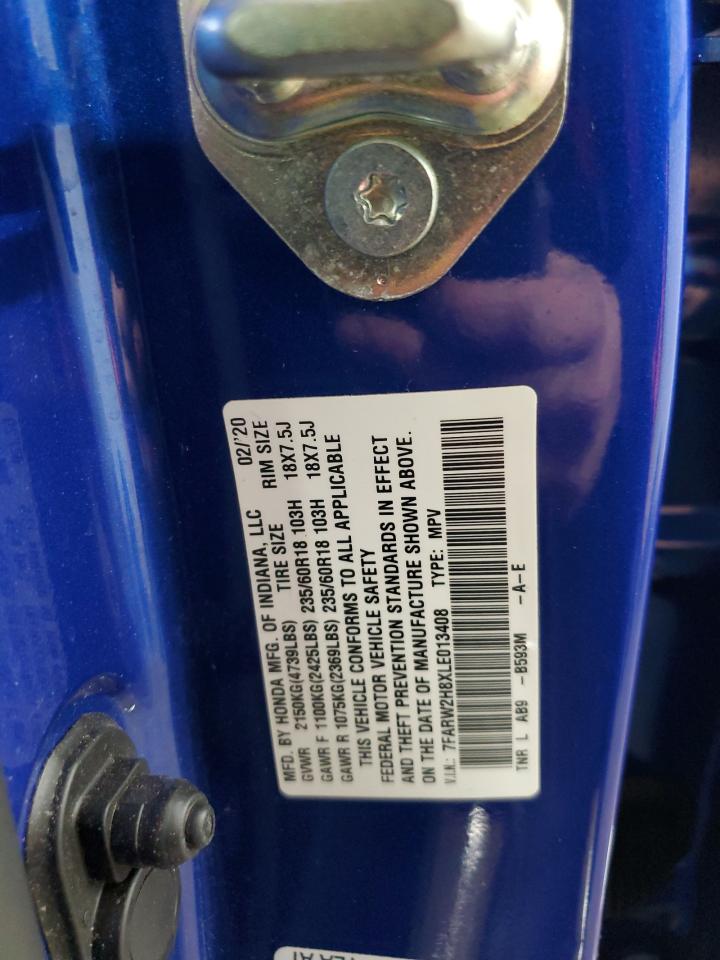 MFD. BY HONDA MFG. OF INDIANA, LLC 02/'20
GVWR 2150KG(4739LBS) TIRE SIZE RIM SIZE
GAWR F 1100KG(2425LBS) 235/60R18 103H 18X7.5J
GAWR R 1075KG(2369LBS) 235/60R18 103H 18X7.5J
THIS VEHICLE CONFORMS TO ALL APPLICABLE
FEDERAL MOTOR VEHICLE SAFETY
AND THEFT PREVENTION STANDARDS IN EFFECT
ON THE DATE OF MANUFACTURE SHOWN ABOVE.
V.I.N.: 7FARW2H8XLE013408 TYPE: MPV
TNR L AB9 -B593M -A-E